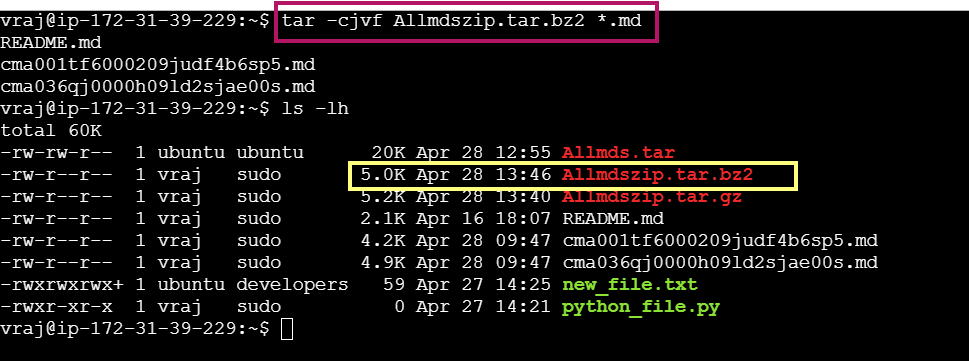 vraj@ip-172-31-39-229:~$ tar -cjvf Allmdszip.tar.bz2 *.md
README.md
cma001tf6000209judf4b6sp5.md
cma036qj0000h09ld2sjae00s.md
vraj@ip-172-31-39-229:~$ ls -lh
total 60K
-rw-rw-r-- 1 ubuntu ubuntu 20K Apr 28 12:55 Allmds.tar
-rw-r--r-- 1 vraj sudo 5.0K Apr 28 13:46 Allmdszip.tar.bz2
-rw-r--r-- 1 vraj sudo 5.2K Apr 28 13:40 Allmdszip.tar.gz
-rw-r--r-- 1 vraj sudo 2.1K Apr 16 18:07 README.md
-rw-r--r-- 1 vraj sudo 4.2K Apr 28 09:47 cma001tf6000209judf4b6sp5.md
-rw-r--r-- 1 vraj sudo 4.9K Apr 28 09:47 cma036qj0000h09ld2sjae00s.md
-rwxrwxrwx+ 1 ubuntu developers 59 Apr 27 14:25 new_file.txt
-rwxr-xr-x 1 vraj sudo 0 Apr 27 14:21 python_file.py
vraj@ip-172-31-39-229:~$